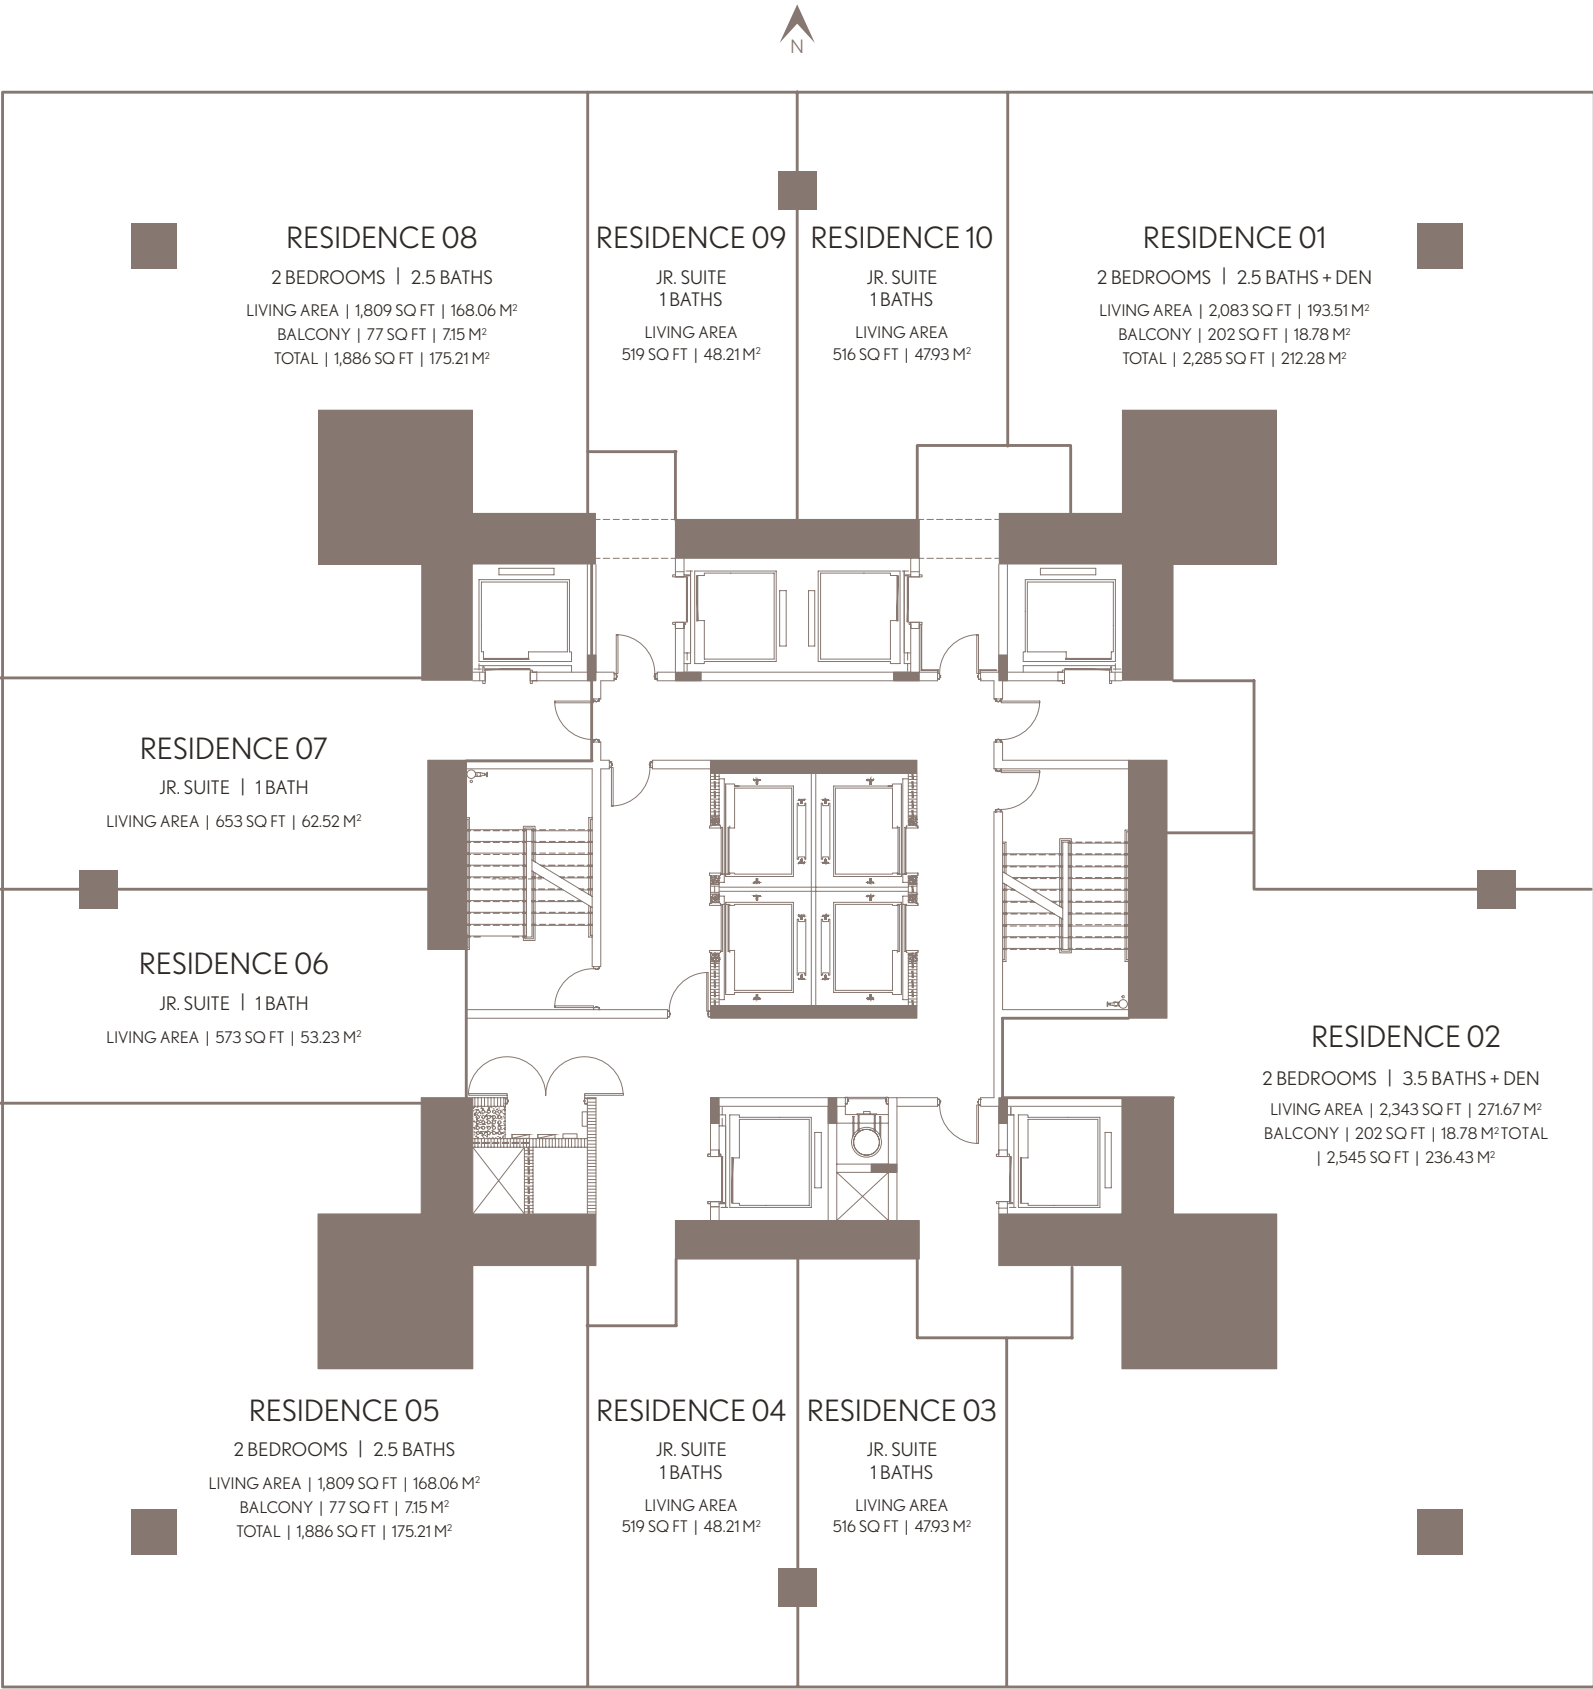 N
RESIDENCE 08
2 BEDROOMS | 2.5 BATHS
LIVING AREA | 1,809 SQ FT | 168.06 M²
BALCONY | 77 SQ FT | 7.15 M²
TOTAL | 1,886 SQ FT | 175.21 M²
RESIDENCE 09
JR. SUITE
1 BATHS
LIVING AREA
519 SQ FT | 48.21 M²
RESIDENCE 10
JR. SUITE
1 BATHS
LIVING AREA
516 SQ FT | 47.93 M²
RESIDENCE 01
2 BEDROOMS | 2.5 BATHS + DEN
LIVING AREA | 2,083 SQ FT | 193.51 M²
BALCONY | 202 SQ FT | 18.78 M²
TOTAL | 2,285 SQ FT | 212.28 M²
RESIDENCE 07
JR. SUITE | 1 BATH
LIVING AREA | 653 SQ FT | 62.52 M²
RESIDENCE 06
JR. SUITE | 1 BATH
LIVING AREA | 573 SQ FT | 53.23 M²
RESIDENCE 02
2 BEDROOMS | 3.5 BATHS + DEN
LIVING AREA | 2,343 SQ FT | 271.67 M²
BALCONY | 202 SQ FT | 18.78 M² TOTAL
| 2,545 SQ FT | 236.43 M²
RESIDENCE 05
2 BEDROOMS | 2.5 BATHS
LIVING AREA | 1,809 SQ FT | 168.06 M²
BALCONY | 77 SQ FT | 7.15 M²
TOTAL | 1,886 SQ FT | 175.21 M²
RESIDENCE 04
JR. SUITE
1 BATHS
LIVING AREA
519 SQ FT | 48.21 M²
RESIDENCE 03
JR. SUITE
1 BATHS
LIVING AREA
516 SQ FT | 47.93 M²